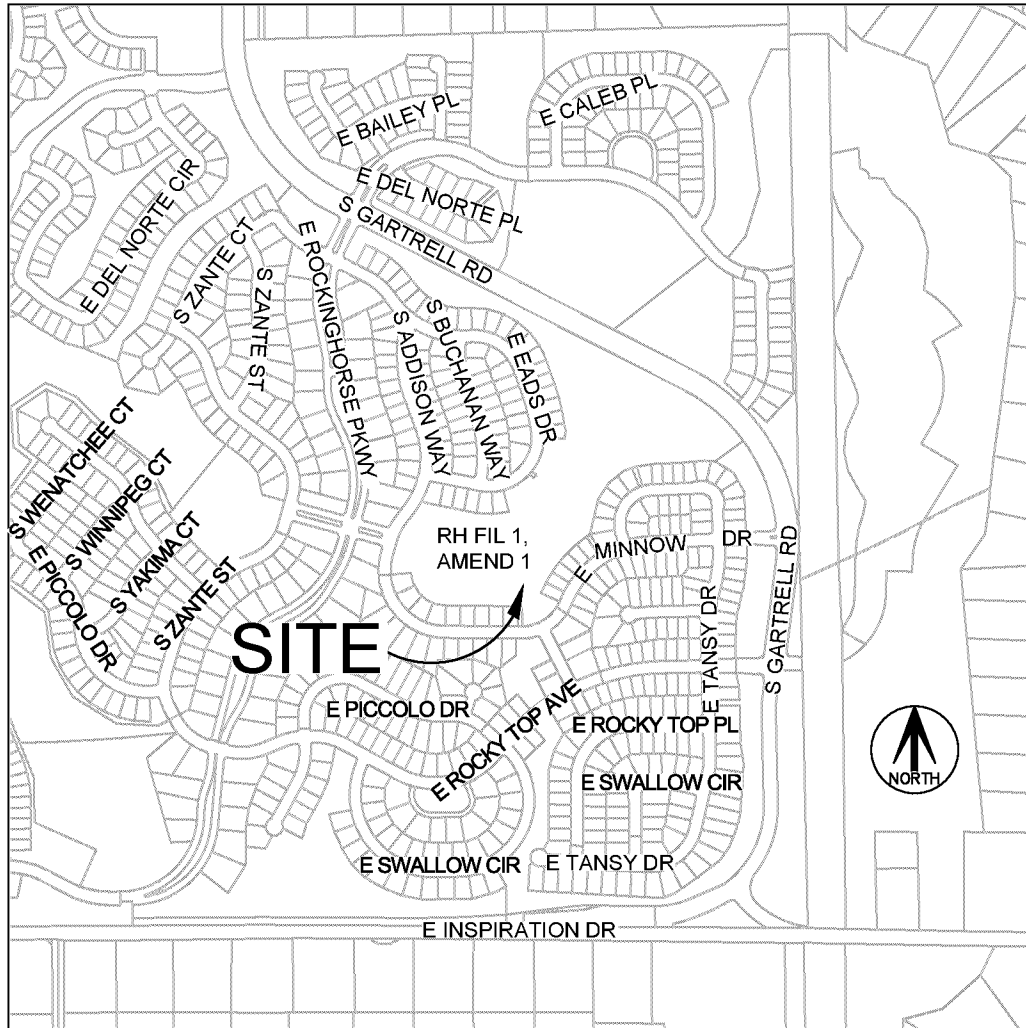 E BAILEY PL
E CALEB PL
E DEL NORTE PL
S GARTRELL RD
E DEL NORTE CIR
S ZANTE CT
S ZANTE ST
E ROCKINGHORSE PKWY
S ADDISON WAY
S BUCHANAN WAY
E EADS DR
S WENATCHEE CT
S WINNIPEG CT
S YAKIMA CT
E PICCOLO DR
S ZANTE ST
RH FIL 1,
AMEND 1
E MINNOW DR
S GARTRELL RD
E TANSY DR
SITE
E PICCOLO DR
E ROCKY TOP AVE
E ROCKY TOP PL
E SWALLOW CIR
NORTH
E SWALLOW CIR
E TANSY DR
E INSPIRATION DR